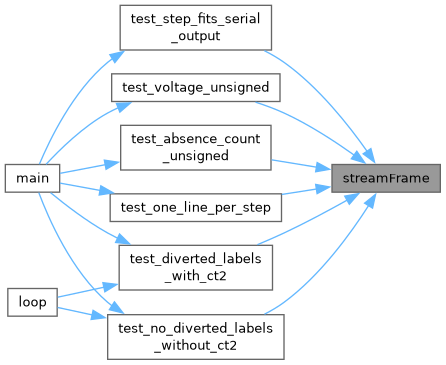 test_step_fits_serial
_output
test_voltage_unsigned
test_absence_count
_unsigned
main
streamFrame
test_one_line_per_step
test_diverted_labels
_with_ct2
loop
test_no_diverted_labels
_without_ct2